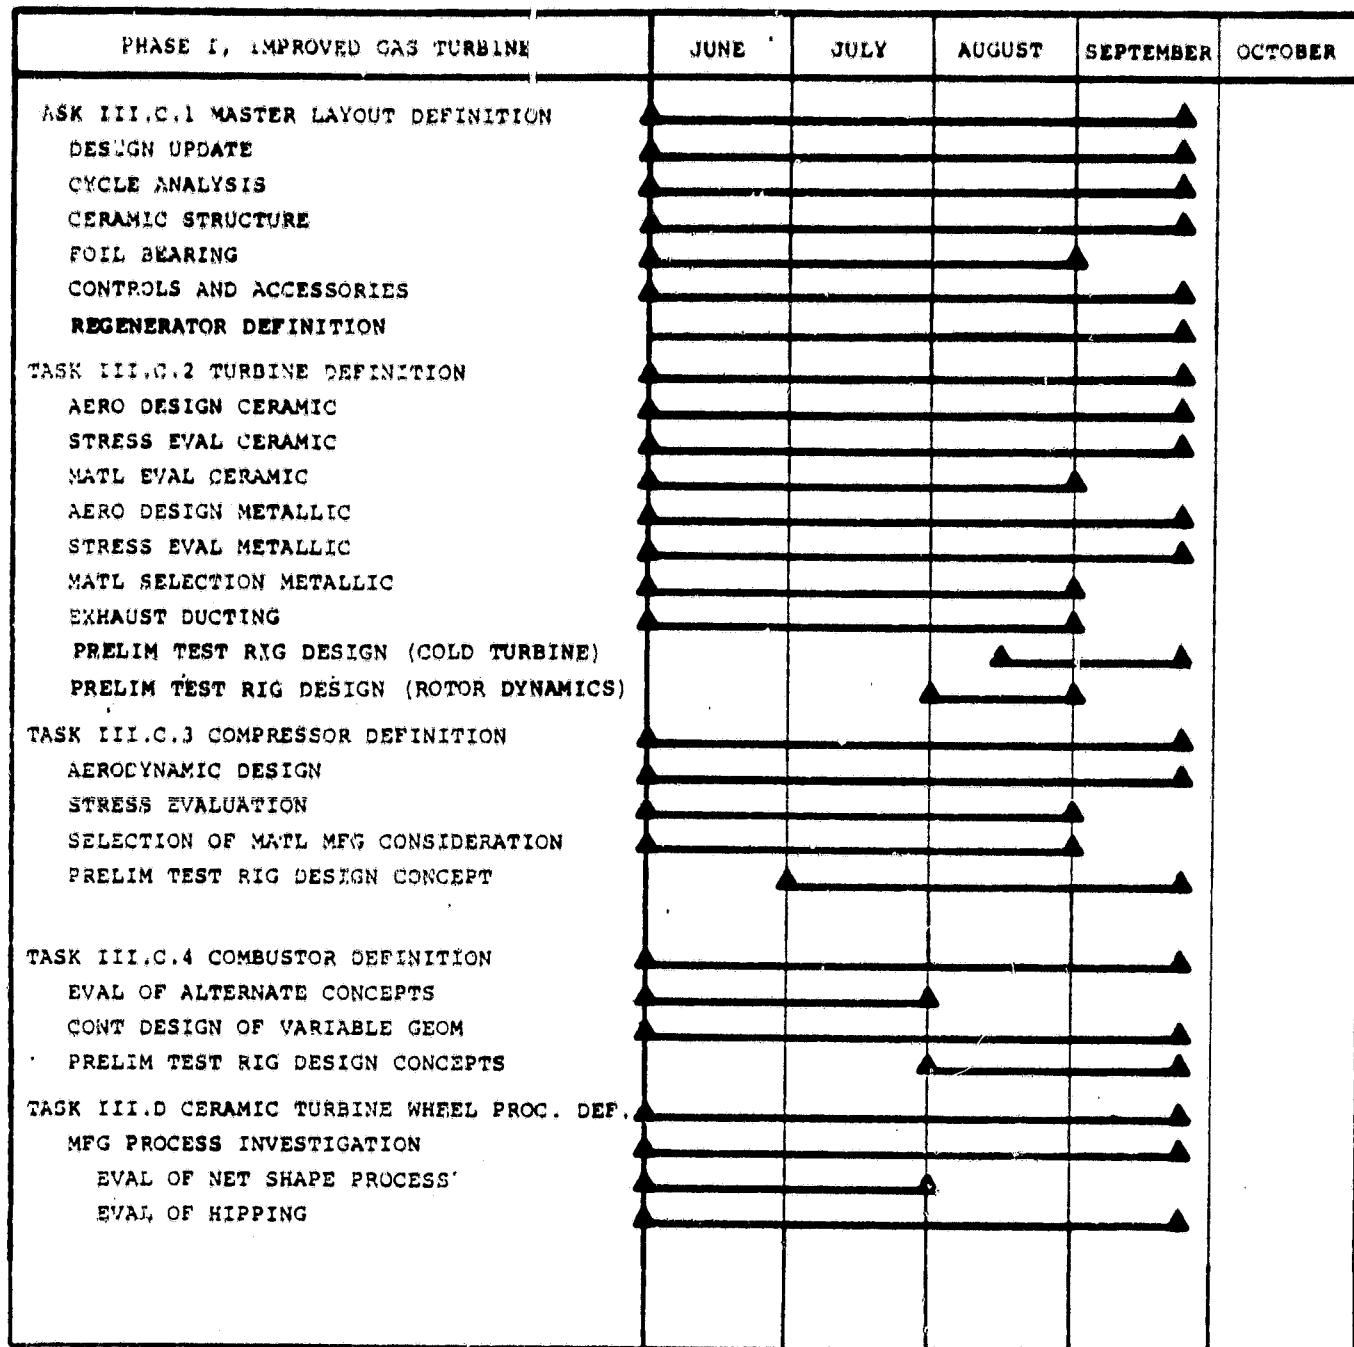 PHASE I, IMPROVED GAS TURBINE JUNE JULY AUGUST SEPTEMBER OCTOBER
ASK III.C.1 MASTER LAYOUT DEFINITION
DESIGN UPDATE
CYCLE ANALYSIS
CERAMIC STRUCTURE
FOIL BEARING
CONTROLS AND ACCESSORIES
REGENERATOR DEFINITION
TASK III.C.2 TURBINE DEFINITION
AERO DESIGN CERAMIC
STRESS EVAL CERAMIC
MATL EVAL CERAMIC
AERO DESIGN METALLIC
STRESS EVAL METALLIC
MATL SELECTION METALLIC
EXHAUST DUCTING
PRELIM TEST RIG DESIGN (COLD TURBINE)
PRELIM TEST RIG DESIGN (ROTOR DYNAMICS)
TASK III.C.3 COMPRESSOR DEFINITION
AERODYNAMIC DESIGN
STRESS EVALUATION
SELECTION OF MATL MFG CONSIDERATION
PRELIM TEST RIG DESIGN CONCEPT
TASK III.C.4 COMBUSTOR DEFINITION
EVAL OF ALTERNATE CONCEPTS
CONT DESIGN OF VARIABLE GEOM
PRELIM TEST RIG DESIGN CONCEPTS
TASK III.D CERAMIC TURBINE WHEEL PROC. DEF.
MFG PROCESS INVESTIGATION
EVAL OF NET SHAPE PROCESS
EVAL OF HIPPING